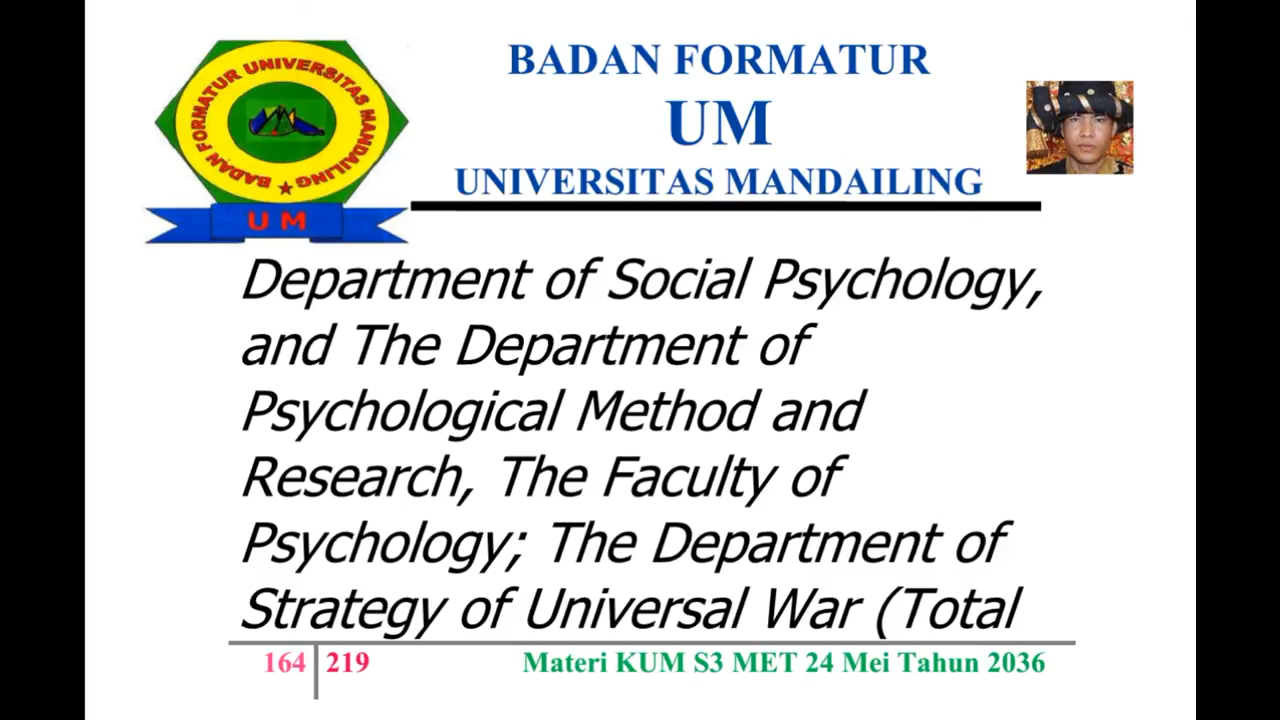 BADAN FORMATUR UNIVERSITAS MANDAILING
BADAN FORMATUR
UM
UNIVERSITAS MANDAILING
U M
Department of Social Psychology,
and The Department of
Psychological Method and
Research, The Faculty of
Psychology; The Department of
Strategy of Universal War (Total
164 219 Materi KUM S3 MET 24 Mei Tahun 2036